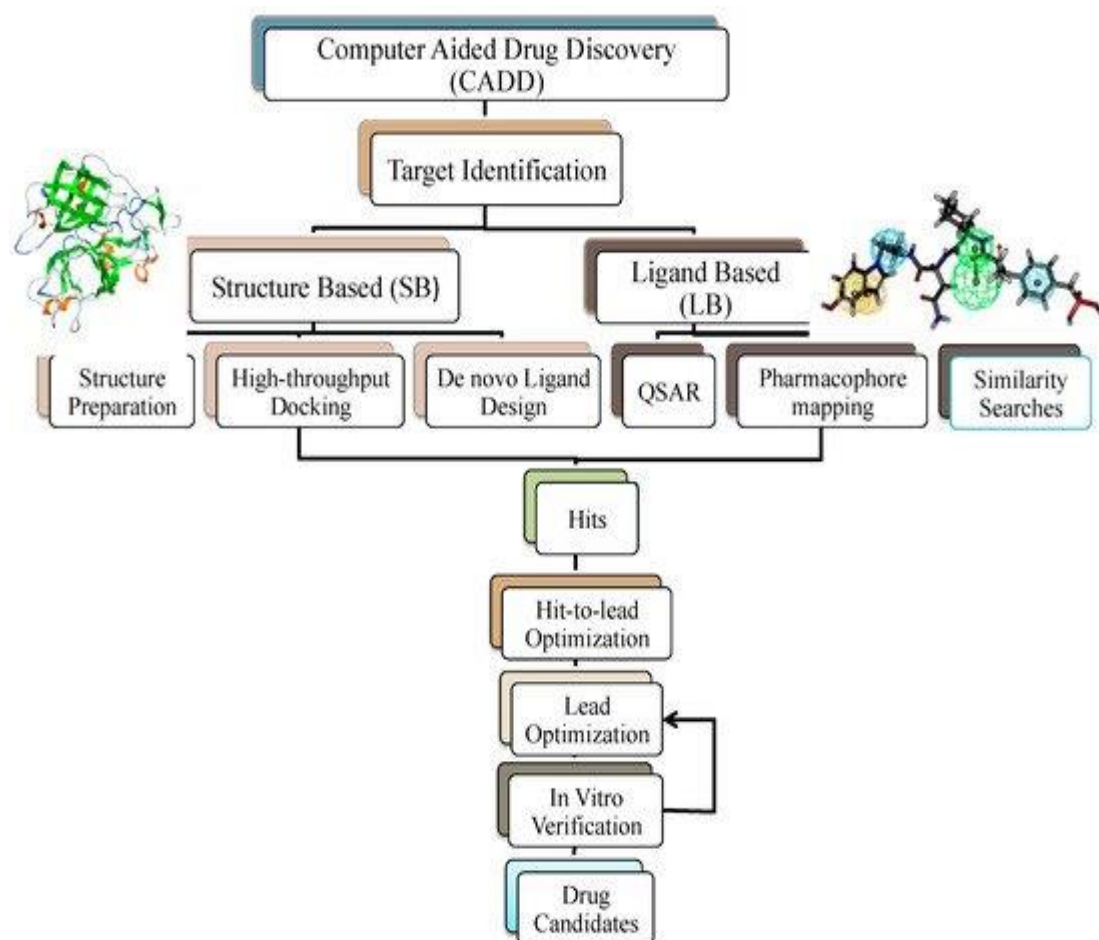 Computer Aided Drug Discovery
(CADD)
Target Identification
Structure Based (SB)
Ligand Based
(LB)
Structure
Preparation
High-throughput
Docking
De novo Ligand
Design
QSAR
Pharmacophore
mapping
Similarity
Searches
Hits
Hit-to-lead
Optimization
Lead
Optimization
In Vitro
Verification
Drug
Candidates